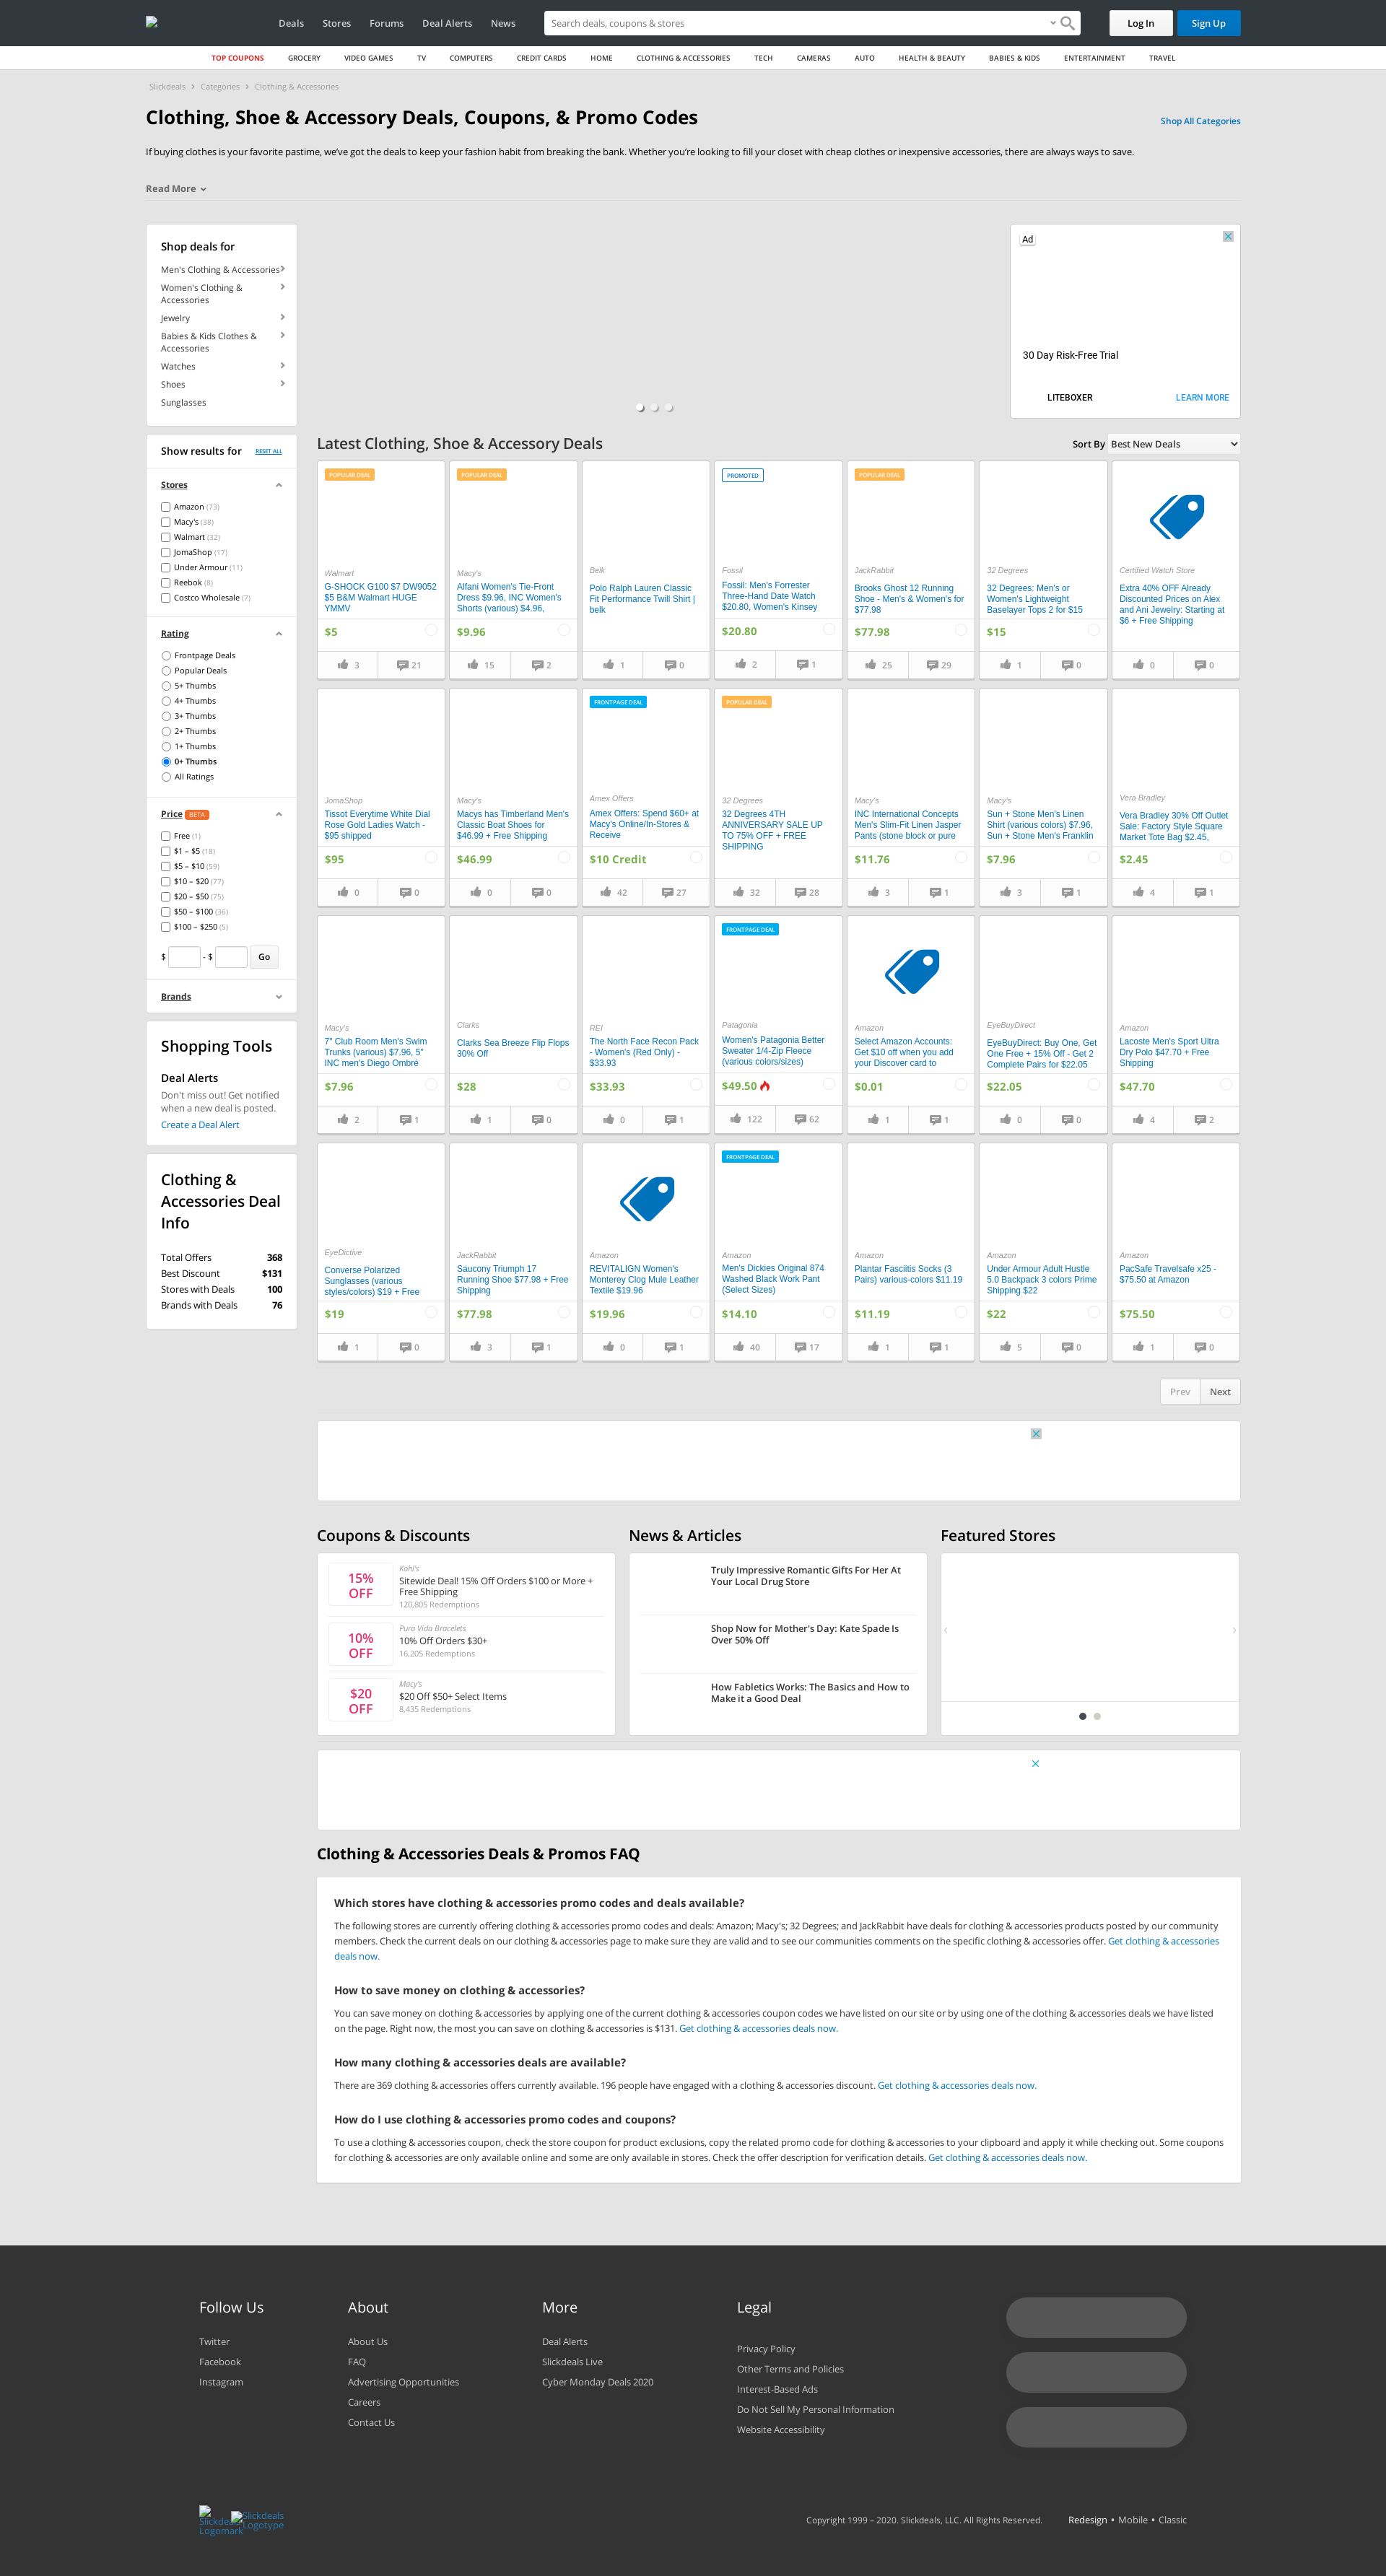 Deals Stores Forums Deal Alerts News Search deals, coupons & stores Log In Sign Up
TOP COUPONS GROCERY VIDEO GAMES TV COMPUTERS CREDIT CARDS HOME CLOTHING & ACCESSORIES TECH CAMERAS AUTO HEALTH & BEAUTY BABIES & KIDS ENTERTAINMENT TRAVEL
Slickdeals › Categories › Clothing & Accessories
Clothing, Shoe & Accessory Deals, Coupons, & Promo Codes
Shop All Categories
If buying clothes is your favorite pastime, we’ve got the deals to keep your fashion habit from breaking the bank. Whether you’re looking to fill your closet with cheap clothes or inexpensive accessories, there are always ways to save.
Read More
Shop deals for
Men's Clothing & Accessories
Women's Clothing &
Accessories
Jewelry
Babies & Kids Clothes &
Accessories
Watches
Shoes
Sunglasses
Ad
30 Day Risk-Free Trial
LITEBOXER LEARN MORE
Show results for RESET ALL
Stores
Amazon (73)
Macy's (38)
Walmart (32)
JomaShop (17)
Under Armour (11)
Reebok (8)
Costco Wholesale (7)
Rating
Frontpage Deals
Popular Deals
5+ Thumbs
4+ Thumbs
3+ Thumbs
2+ Thumbs
1+ Thumbs
0+ Thumbs
All Ratings
Price BETA
Free (1)
$1 – $5 (18)
$5 – $10 (59)
$10 – $20 (77)
$20 – $50 (75)
$50 – $100 (36)
$100 – $250 (5)
$ - $ Go
Brands
Shopping Tools
Deal Alerts
Don't miss out! Get notified
when a new deal is posted.
Create a Deal Alert
Clothing &
Accessories Deal
Info
Total Offers 368
Best Discount $131
Stores with Deals 100
Brands with Deals 76
Latest Clothing, Shoe & Accessory Deals
Sort By Best New Deals
POPULAR DEAL
Walmart
G-SHOCK G100 $7 DW9052
$5 B&M Walmart HUGE
YMMV
$5
3 21
POPULAR DEAL
Macy's
Alfani Women's Tie-Front
Dress $9.96, INC Women's
Shorts (various) $4.96,
$9.96
15 2
Belk
Polo Ralph Lauren Classic
Fit Performance Twill Shirt |
belk
1 0
PROMOTED
Fossil
Fossil: Men's Forrester
Three-Hand Date Watch
$20.80, Women's Kinsey
$20.80
2 1
POPULAR DEAL
JackRabbit
Brooks Ghost 12 Running
Shoe - Men's & Women's for
$77.98
$77.98
25 29
32 Degrees
32 Degrees: Men's or
Women's Lightweight
Baselayer Tops 2 for $15
$15
1 0
Certified Watch Store
Extra 40% OFF Already
Discounted Prices on Alex
and Ani Jewelry: Starting at
$6 + Free Shipping
0 0
JomaShop
Tissot Everytime White Dial
Rose Gold Ladies Watch -
$95 shipped
$95
0 0
Macy's
Macys has Timberland Men's
Classic Boat Shoes for
$46.99 + Free Shipping
$46.99
0 0
FRONTPAGE DEAL
Amex Offers
Amex Offers: Spend $60+ at
Macy's Online/In-Stores &
Receive
$10 Credit
42 27
POPULAR DEAL
32 Degrees
32 Degrees 4TH
ANNIVERSARY SALE UP
TO 75% OFF + FREE
SHIPPING
32 28
Macy's
INC International Concepts
Men's Slim-Fit Linen Jasper
Pants (stone block or pure
$11.76
3 1
Macy's
Sun + Stone Men's Linen
Shirt (various colors) $7.96,
Sun + Stone Men's Franklin
$7.96
3 1
Vera Bradley
Vera Bradley 30% Off Outlet
Sale: Factory Style Square
Market Tote Bag $2.45,
$2.45
4 1
Macy's
7" Club Room Men's Swim
Trunks (various) $7.96, 5"
INC men's Diego Ombré
$7.96
2 1
Clarks
Clarks Sea Breeze Flip Flops
30% Off
$28
1 0
REI
The North Face Recon Pack
- Women's (Red Only) -
$33.93
$33.93
0 1
FRONTPAGE DEAL
Patagonia
Women's Patagonia Better
Sweater 1/4-Zip Fleece
(various colors/sizes)
$49.50
122 62
Amazon
Select Amazon Accounts:
Get $10 off when you add
your Discover card to
$0.01
1 1
EyeBuyDirect
EyeBuyDirect: Buy One, Get
One Free + 15% Off - Get 2
Complete Pairs for $22.05
$22.05
0 0
Amazon
Lacoste Men's Sport Ultra
Dry Polo $47.70 + Free
Shipping
$47.70
4 2
EyeDictive
Converse Polarized
Sunglasses (various
styles/colors) $19 + Free
$19
1 0
JackRabbit
Saucony Triumph 17
Running Shoe $77.98 + Free
Shipping
$77.98
3 1
Amazon
REVITALIGN Women's
Monterey Clog Mule Leather
Textile $19.96
$19.96
0 1
FRONTPAGE DEAL
Amazon
Men's Dickies Original 874
Washed Black Work Pant
(Select Sizes)
$14.10
40 17
Amazon
Plantar Fasciitis Socks (3
Pairs) various-colors $11.19
$11.19
1 1
Amazon
Under Armour Adult Hustle
5.0 Backpack 3 colors Prime
Shipping $22
$22
5 0
Amazon
PacSafe Travelsafe x25 -
$75.50 at Amazon
$75.50
1 0
Prev Next
Coupons & Discounts
15%
OFF
Kohl's
Sitewide Deal! 15% Off Orders $100 or More +
Free Shipping
120,805 Redemptions
10%
OFF
Pura Vida Bracelets
10% Off Orders $30+
16,205 Redemptions
$20
OFF
Macy's
$20 Off $50+ Select Items
8,435 Redemptions
News & Articles
Truly Impressive Romantic Gifts For Her At
Your Local Drug Store
Shop Now for Mother's Day: Kate Spade Is
Over 50% Off
How Fabletics Works: The Basics and How to
Make it a Good Deal
Featured Stores
Clothing & Accessories Deals & Promos FAQ
Which stores have clothing & accessories promo codes and deals available?
The following stores are currently offering clothing & accessories promo codes and deals: Amazon; Macy's; 32 Degrees; and JackRabbit have deals for clothing & accessories products posted by our community
members. Check the current deals on our clothing & accessories page to make sure they are valid and to see our communities comments on the specific clothing & accessories offer. Get clothing & accessories
deals now.
How to save money on clothing & accessories?
You can save money on clothing & accessories by applying one of the current clothing & accessories coupon codes we have listed on our site or by using one of the clothing & accessories deals we have listed
on the page. Right now, the most you can save on clothing & accessories is $131. Get clothing & accessories deals now.
How many clothing & accessories deals are available?
There are 369 clothing & accessories offers currently available. 196 people have engaged with a clothing & accessories discount. Get clothing & accessories deals now.
How do I use clothing & accessories promo codes and coupons?
To use a clothing & accessories coupon, check the store coupon for product exclusions, copy the related promo code for clothing & accessories to your clipboard and apply it while checking out. Some coupons
for clothing & accessories are only available online and some are only available in stores. Check the offer description for verification details. Get clothing & accessories deals now.
Follow Us
Twitter
Facebook
Instagram
About
About Us
FAQ
Advertising Opportunities
Careers
Contact Us
More
Deal Alerts
Slickdeals Live
Cyber Monday Deals 2020
Legal
Privacy Policy
Other Terms and Policies
Interest-Based Ads
Do Not Sell My Personal Information
Website Accessibility
Slickdeals
Logomark
Slickdeals
Logotype
Copyright 1999 – 2020. Slickdeals, LLC. All Rights Reserved. Redesign • Mobile • Classic